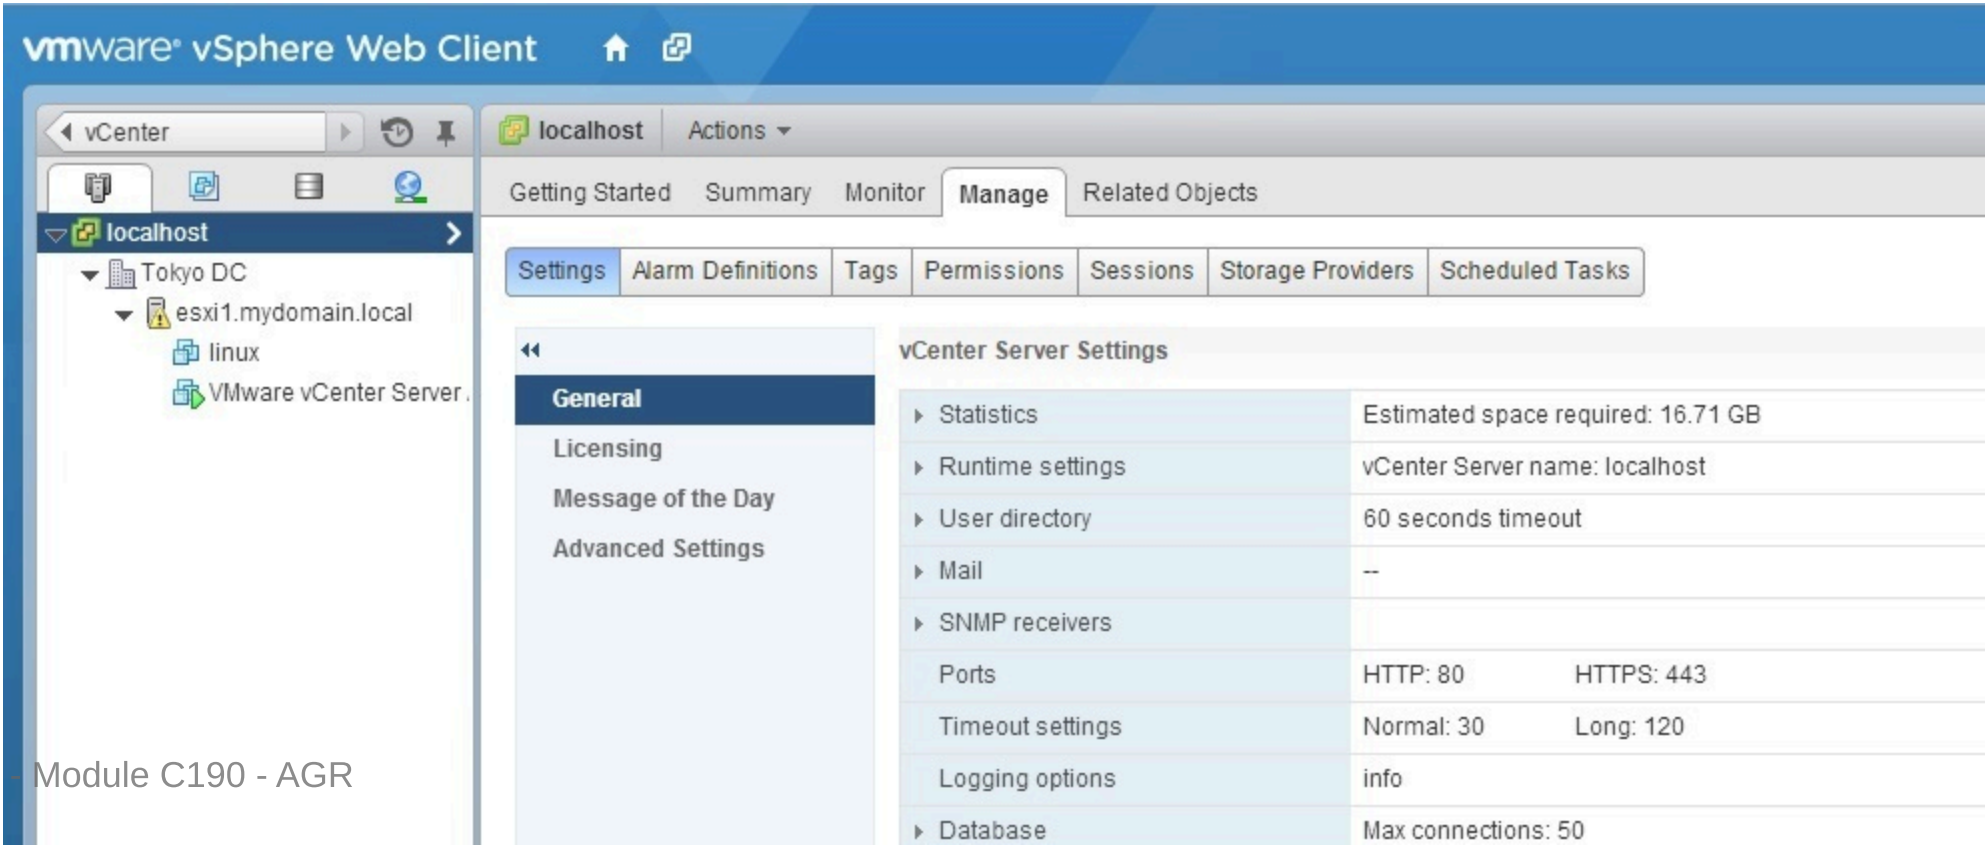 vmware® vSphere Web Client
vCenter
localhost
Tokyo DC
esxi1.mydomain.local
linux
VMware vCenter Server
localhost Actions
Getting Started Summary Monitor Manage Related Objects
Settings Alarm Definitions Tags Permissions Sessions Storage Providers Scheduled Tasks
General
Licensing
Message of the Day
Advanced Settings
vCenter Server Settings
Statistics Estimated space required: 16.71 GB
Runtime settings vCenter Server name: localhost
User directory 60 seconds timeout
Mail --
SNMP receivers
Ports HTTP: 80 HTTPS: 443
Timeout settings Normal: 30 Long: 120
Logging options info
Database Max connections: 50
- Module C190 - AGR